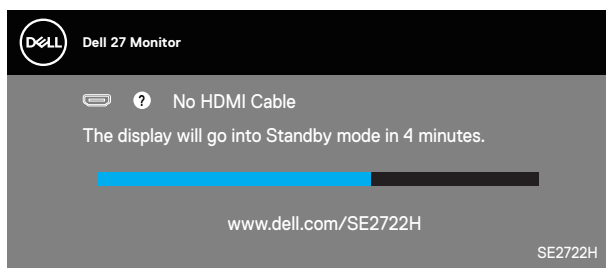 DELL
Dell 27 Monitor
? No HDMI Cable
The display will go into Standby mode in 4 minutes.
www.dell.com/SE2722H
SE2722H